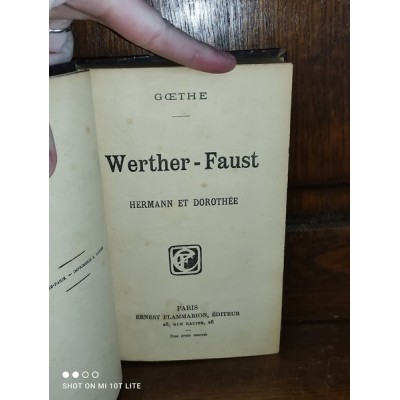 GŒTHE
Werther-Faust
HERMANN ET DOROTHÉE
PARIS
ERNEST FLAMMARION, ÉDITEUR
26, RUE RACINE, 26
SHOT ON MI 10T LITE